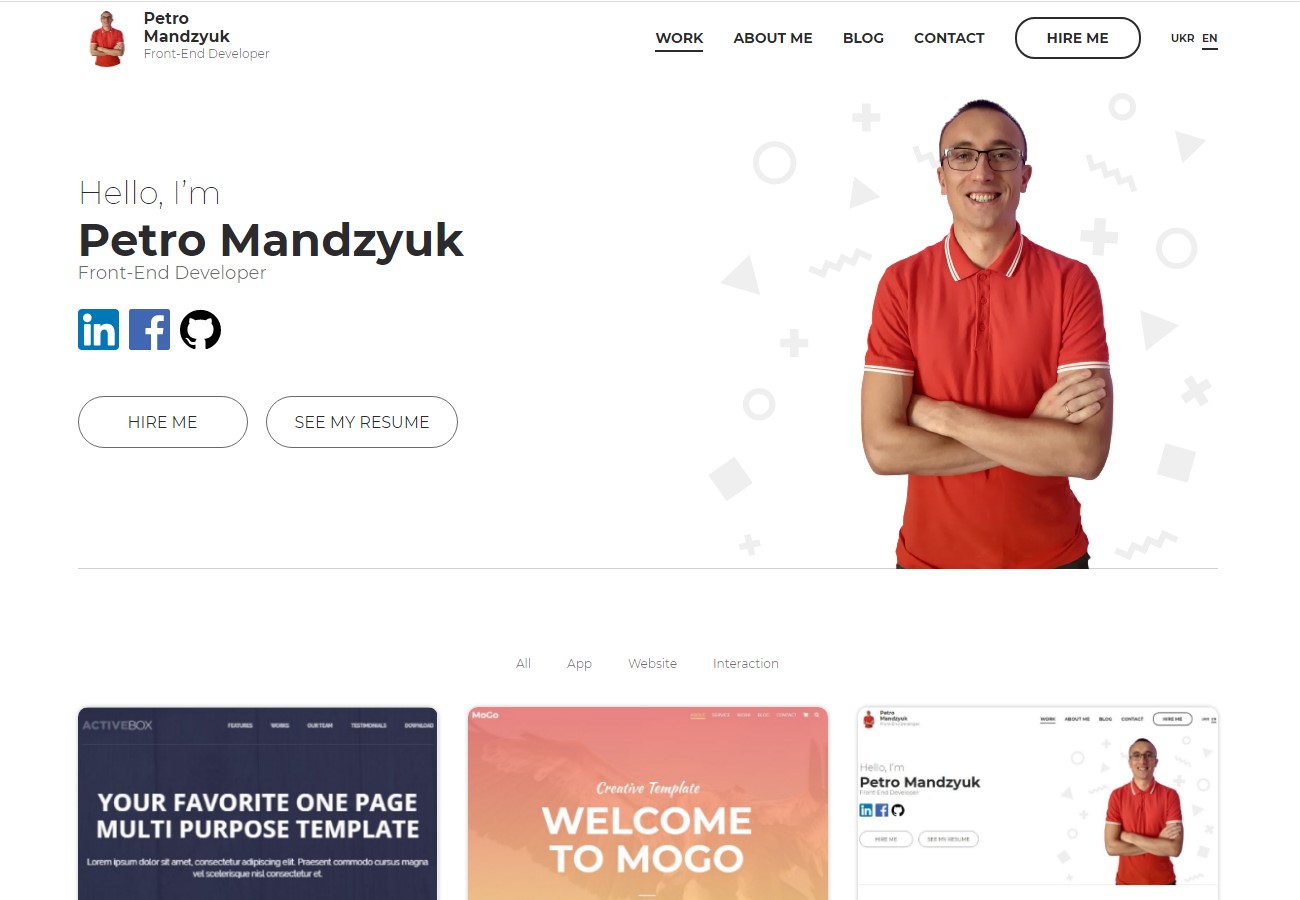 Petro
Mandzyuk
Front-End Developer
WORK ABOUT ME BLOG CONTACT HIRE ME UKR EN
Hello, I'm
Petro Mandzyuk
Front-End Developer
in f
HIRE ME SEE MY RESUME
All App Website Interaction
ACTIVEBOX FEATURES WORKS OUR TEAM TESTIMONIALS DOWNLOAD
YOUR FAVORITE ONE PAGE
MULTI PURPOSE TEMPLATE
Lorem ipsum dolor sit amet, consectetur adipiscing elit. Praesent commodo cursus magna
vel scelerisque nisl consectetur et.
MoGo ABOUT SERVICE WORK BLOG CONTACT
Creative Template
WELCOME
TO MOGO
Petro
Mandzyuk
Front-End Developer
WORK ABOUT ME BLOG CONTACT HIRE ME UKR EN
Hello, I'm
Petro Mandzyuk
Front-End Developer
in f
HIRE ME SEE MY RESUME